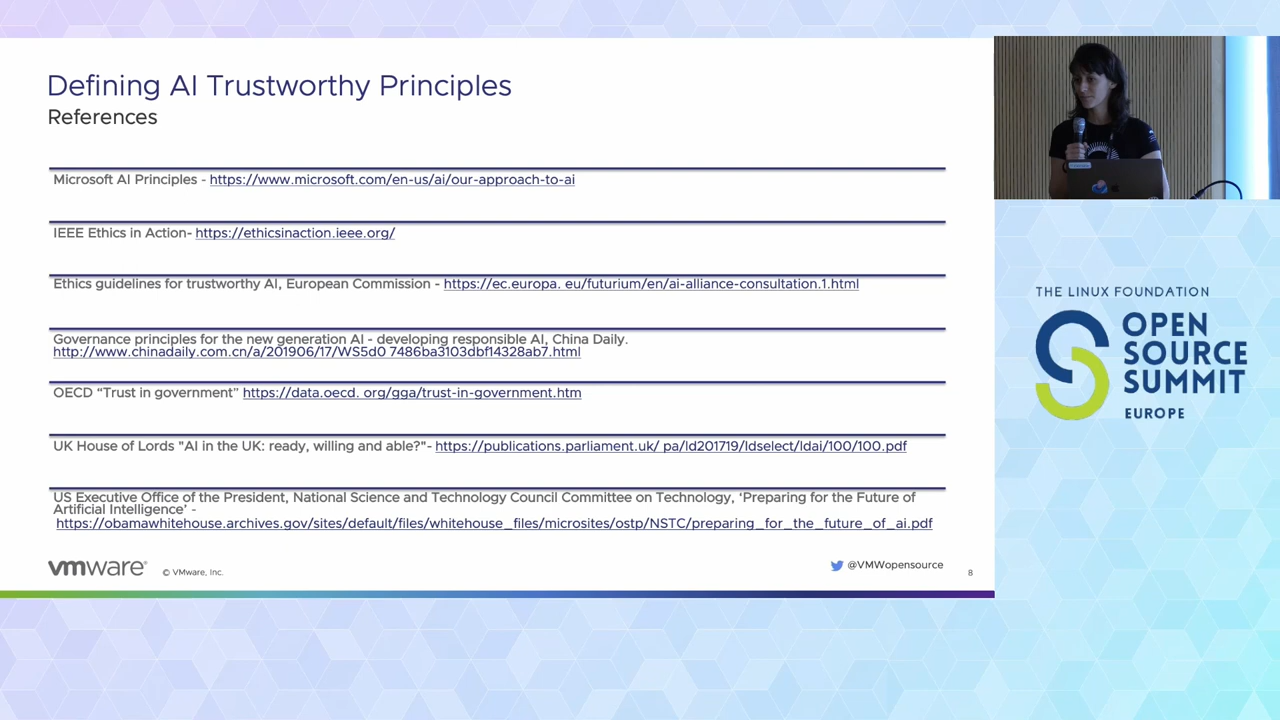 Defining AI Trustworthy Principles
References
Microsoft AI Principles - https://www.microsoft.com/en-us/ai/our-approach-to-ai
IEEE Ethics in Action- https://ethicsinaction.ieee.org/
Ethics guidelines for trustworthy AI, European Commission - https://ec.europa. eu/futurium/en/ai-alliance-consultation.1.html
Governance principles for the new generation AI - developing responsible AI, China Daily.
http://www.chinadaily.com.cn/a/201906/17/WS5d0 7486ba3103dbf14328ab7.html
OECD “Trust in government” https://data.oecd. org/gga/trust-in-government.htm
UK House of Lords "AI in the UK: ready, willing and able?"- https://publications.parliament.uk/ pa/ld201719/ldselect/ldai/100/100.pdf
US Executive Office of the President, National Science and Technology Council Committee on Technology, ‘Preparing for the Future of
Artificial Intelligence’ -
https://obamawhitehouse.archives.gov/sites/default/files/whitehouse_files/microsites/ostp/NSTC/preparing_for_the_future_of_ai.pdf
vmware®
© VMware, Inc.
@VMWopensource
8
THE LINUX FOUNDATION
OPEN
SOURCE
SUMMIT
EUROPE